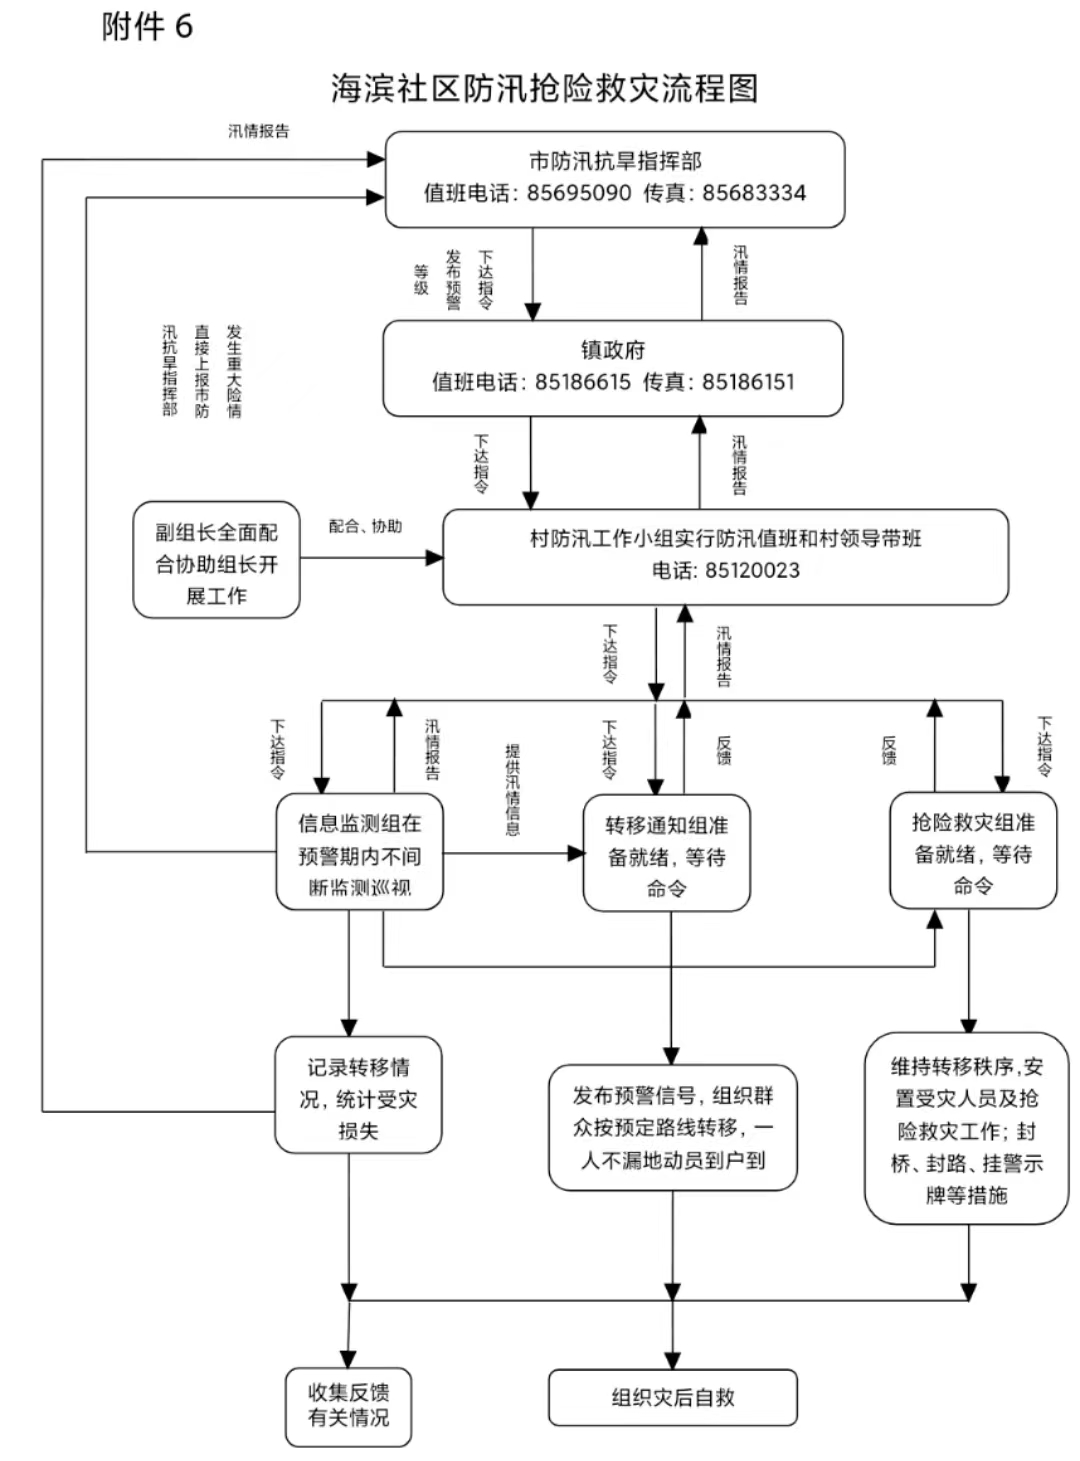 附件 6
海滨社区防汛抢险救灾流程图
汛情报告
市防汛抗旱指挥部
值班电话：85695090 传真：85683334
下达指令
发布预警
等级
汛情报告
镇政府
值班电话：85186615 传真：85186151
发生重大险情
直接上报市防
汛抗旱指挥部
下达指令
汛情报告
副组长全面配
合协助组长开
展工作
配合、协助
村防汛工作小组实行防汛值班和村领导带班
电话: 85120023
下达指令
汛情报告
下达指令
汛情报告
提供汛情信息
下达指令
反馈
反馈
下达指令
信息监测组在
预警期内不间
断监测巡视
转移通知组准
备就绪，等待
命令
抢险救灾组准
备就绪，等待
命令
记录转移情
况，统计受灾
损失
发布预警信号，组织群
众按预定路线转移，一
人不漏地动员到户到
维持转移秩序,安
置受灾人员及抢
险救灾工作；封
桥、封路、挂警示
牌等措施
收集反馈
有关情况
组织灾后自救